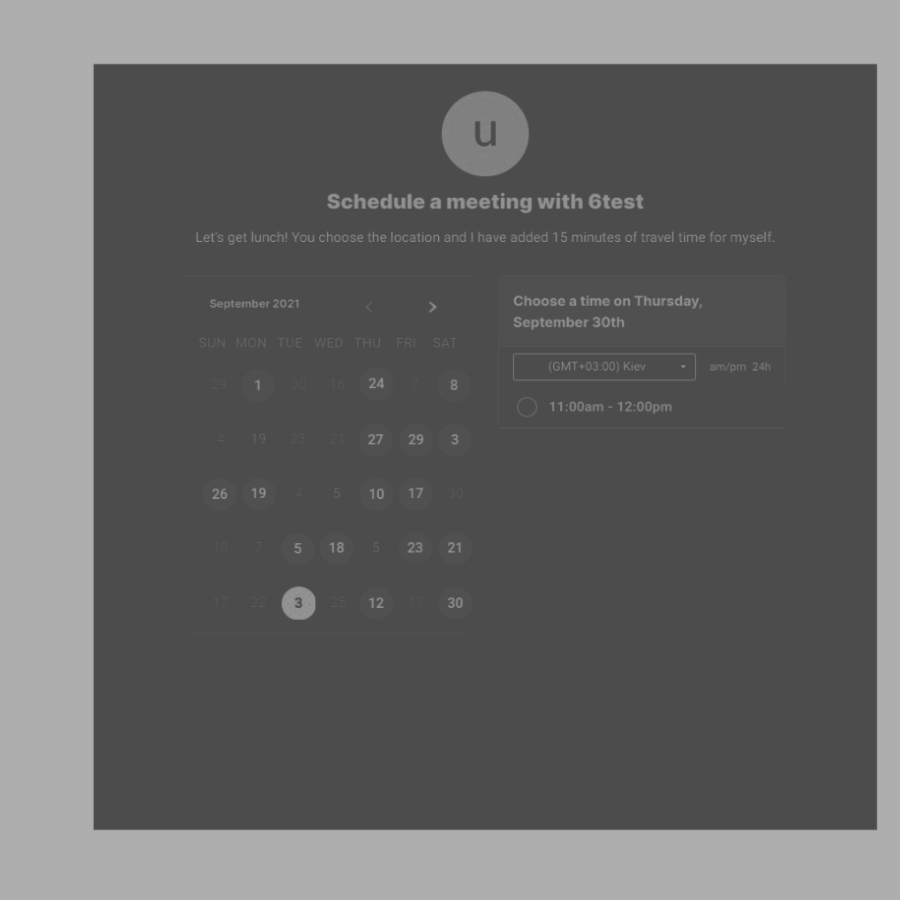 u
Schedule a meeting with 6test
Let's get lunch! You choose the location and I have added 15 minutes of travel time for myself.
September 2021
SUN MON TUE WED THU FRI SAT
29 1 30 16 24 7 8
4 19 23 21 27 29 3
26 19 4 5 10 17 30
10 7 5 18 5 23 21
17 22 3 25 12 17 30
Choose a time on Thursday,
September 30th
(GMT+03:00) Kiev am/pm 24h
11:00am - 12:00pm